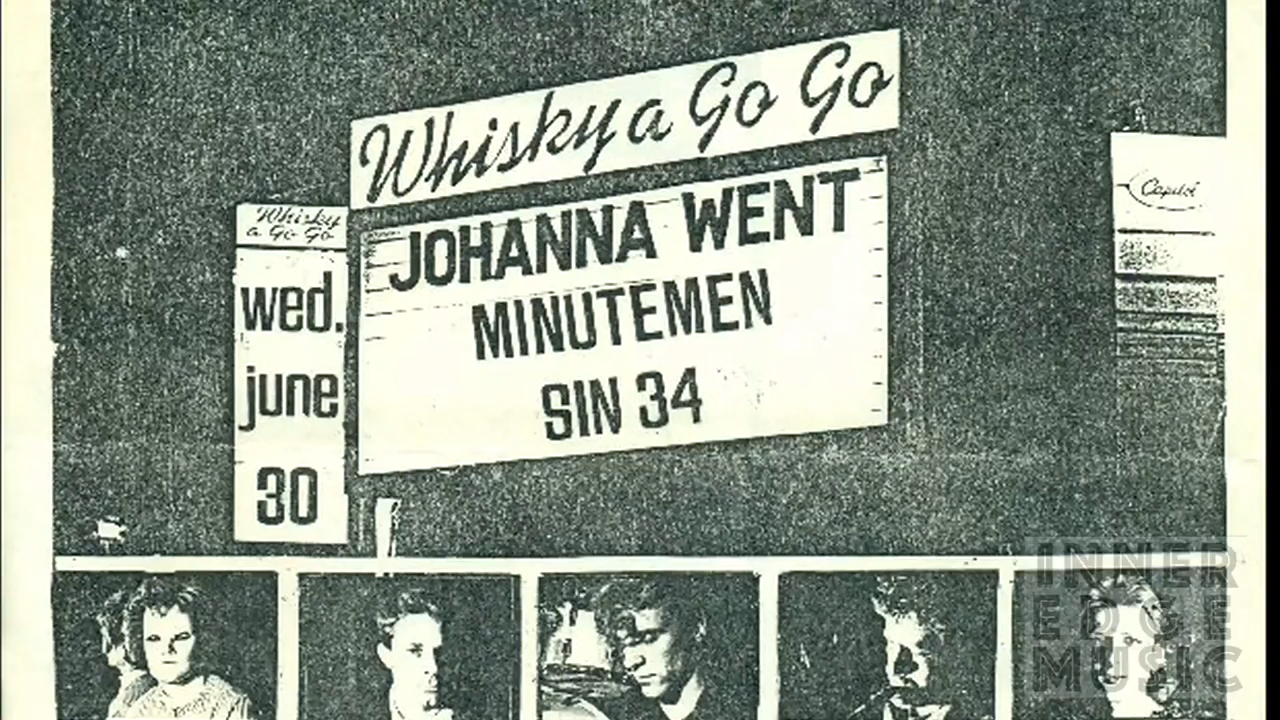 Whisky a Go Go
JOHANNA WENT
MINUTEMEN
SIN 34
Whisky
a Go Go
wed.
june
30
Capitol
INNER
EDGE
MUSIC